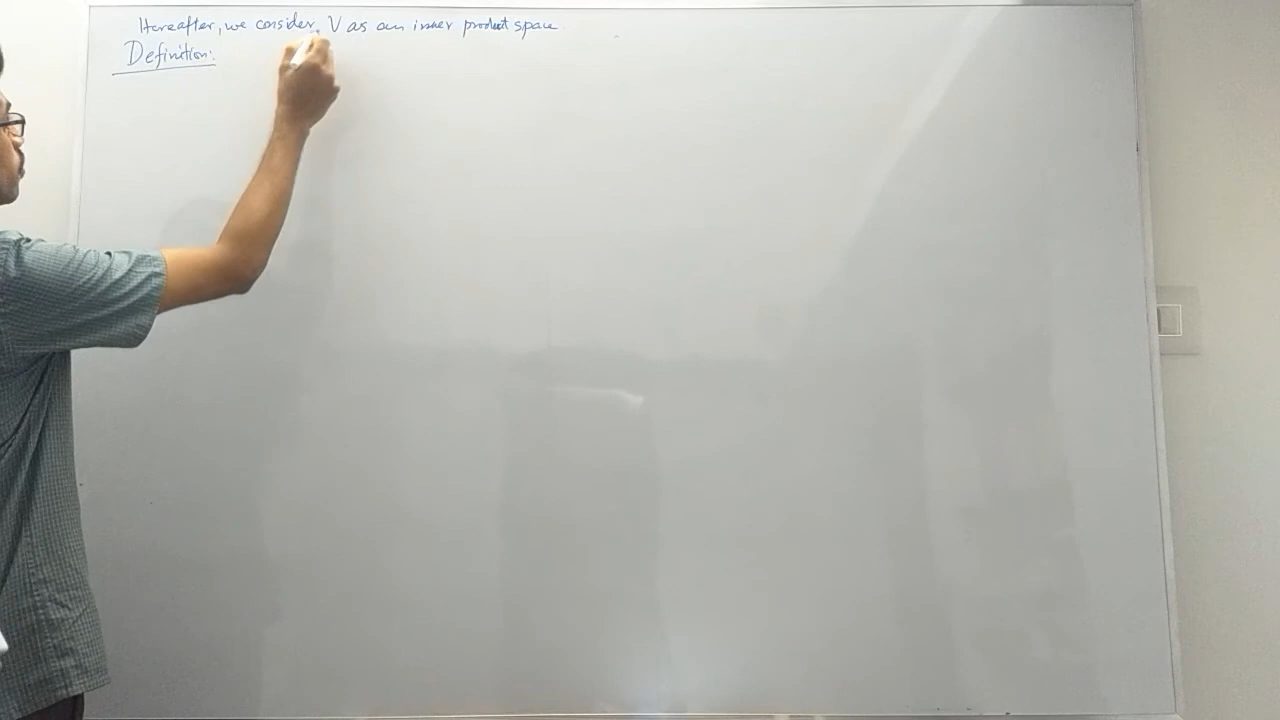 Hereafter, we consider, V as an inner product space.
Definition: